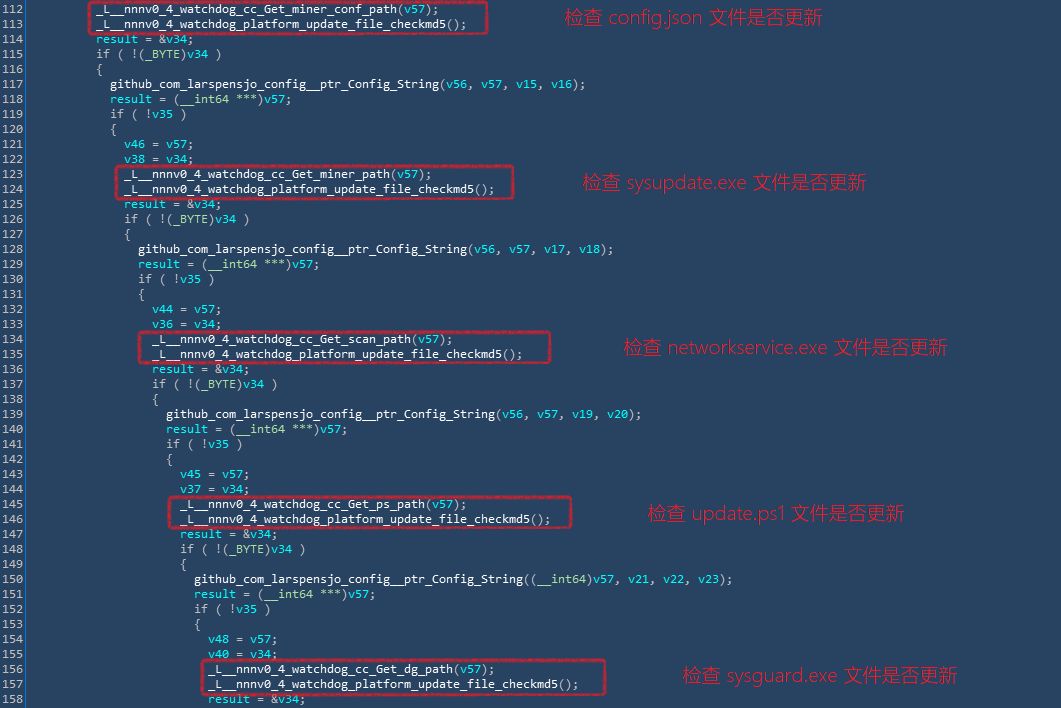 112 _L__nnnv0_4_watchdog_cc_Get_miner_conf_path(v57);
113 _L__nnnv0_4_watchdog_platform_update_file_checkmd5(); 检查 config.json 文件是否更新
114 result = &v34;
115 if ( !(_BYTE)v34 )
116 {
117 github_com_larspensjo_config__ptr_Config_String(v56, v57, v15, v16);
118 result = (__int64 ***)v57;
119 if ( !v35 )
120 {
121 v46 = v57;
122 v38 = v34;
123 _L__nnnv0_4_watchdog_cc_Get_miner_path(v57);
124 _L__nnnv0_4_watchdog_platform_update_file_checkmd5(); 检查 sysupdate.exe 文件是否更新
125 result = &v34;
126 if ( !(_BYTE)v34 )
127 {
128 github_com_larspensjo_config__ptr_Config_String(v56, v57, v17, v18);
129 result = (__int64 ***)v57;
130 if ( !v35 )
131 {
132 v44 = v57;
133 v36 = v34;
134 _L__nnnv0_4_watchdog_cc_Get_scan_path(v57);
135 _L__nnnv0_4_watchdog_platform_update_file_checkmd5(); 检查 networkservice.exe 文件是否更新
136 result = &v34;
137 if ( !(_BYTE)v34 )
138 {
139 github_com_larspensjo_config__ptr_Config_String(v56, v57, v19, v20);
140 result = (__int64 ***)v57;
141 if ( !v35 )
142 {
143 v45 = v57;
144 v37 = v34;
145 _L__nnnv0_4_watchdog_cc_Get_ps_path(v57);
146 _L__nnnv0_4_watchdog_platform_update_file_checkmd5(); 检查 update.ps1 文件是否更新
147 result = &v34;
148 if ( !(_BYTE)v34 )
149 {
150 github_com_larspensjo_config__ptr_Config_String((__int64)v57, v21, v22, v23);
151 result = (__int64 ***)v57;
152 if ( !v35 )
153 {
154 v48 = v57;
155 v40 = v34;
156 _L__nnnv0_4_watchdog_cc_Get_dg_path(v57);
157 _L__nnnv0_4_watchdog_platform_update_file_checkmd5(); 检查 sysguard.exe 文件是否更新
158 result = &v34;